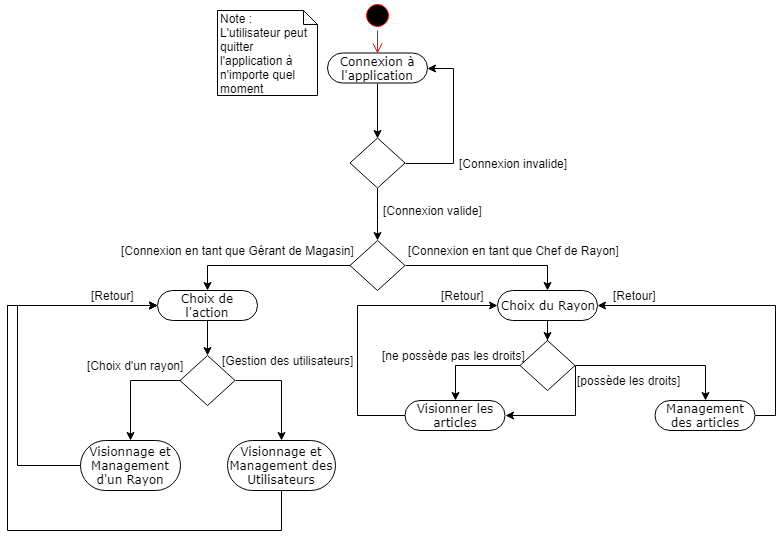 Note :
L'utilisateur peut
quitter
l'application à
n'importe quel
moment
Connexion à
l'application
[Connexion invalide]
[Connexion valide]
[Connexion en tant que Gérant de Magasin]
[Connexion en tant que Chef de Rayon]
[Retour]
Choix de
l'action
[Retour]
Choix du Rayon
[Retour]
[Choix d'un rayon]
[Gestion des utilisateurs]
[ne possède pas les droits]
[possède les droits]
Visionner les
articles
Management
des articles
Visionnage et
Management
d'un Rayon
Visionnage et
Management des
Utilisateurs